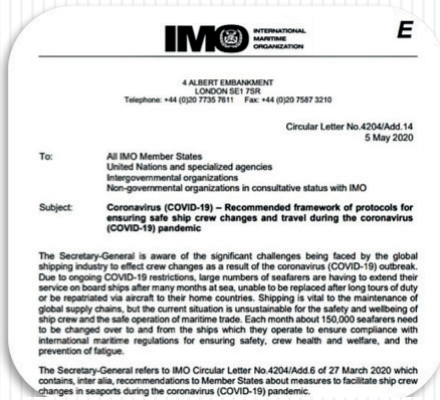 IMO INTERNATIONAL
MARITIME
ORGANIZATION
E
4 ALBERT EMBANKMENT
LONDON SE1 7SR
Telephone: +44 (0)20 7735 7611 Fax: +44 (0)20 7587 3210
Circular Letter No.4204/Add.14
5 May 2020
To: All IMO Member States
United Nations and specialized agencies
Intergovernmental organizations
Non-governmental organizations in consultative status with IMO
Subject: Coronavirus (COVID-19) – Recommended framework of protocols for
ensuring safe ship crew changes and travel during the coronavirus
(COVID-19) pandemic
The Secretary-General is aware of the significant challenges being faced by the global
shipping industry to effect crew changes as a result of the coronavirus (COVID-19) outbreak.
Due to ongoing COVID-19 restrictions, large numbers of seafarers are having to extend their
service on board ships after many months at sea, unable to be replaced after long tours of duty
or be repatriated via aircraft to their home countries. Shipping is vital to the maintenance of
global supply chains, but the current situation is unsustainable for the safety and wellbeing of
ship crew and the safe operation of maritime trade. Each month about 150,000 seafarers need
to be changed over to and from the ships which they operate to ensure compliance with
international maritime regulations for ensuring safety, crew health and welfare, and the
prevention of fatigue.
The Secretary-General refers to IMO Circular Letter No.4204/Add.6 of 27 March 2020 which
contains, inter alia, recommendations to Member States about measures to facilitate ship crew
changes in seaports during the coronavirus (COVID-19) pandemic.